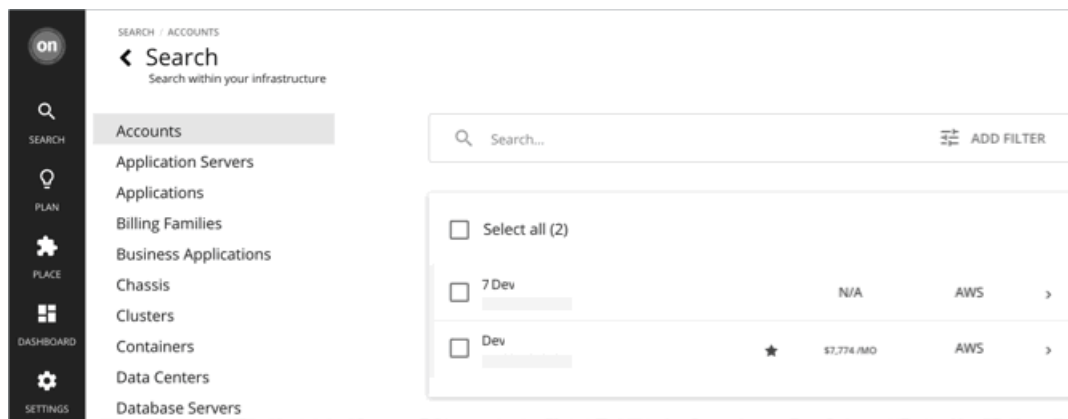 on
SEARCH
PLAN
PLACE
DASHBOARD
SETTINGS
SEARCH / ACCOUNTS
Search
Search within your infrastructure
Accounts
Application Servers
Applications
Billing Families
Business Applications
Chassis
Clusters
Containers
Data Centers
Database Servers
Search...
ADD FILTER
Select all (2)
7 Dev
N/A AWS
Dev
$7,774 /MO AWS